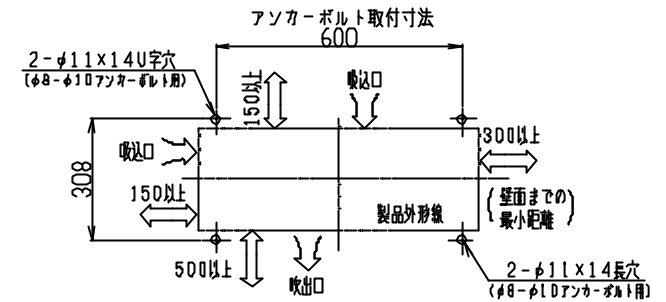 アンカーボルト取付寸法
600
2-φ11×14U字穴
(φ8-φ10アンカーボルト用)
150以上
吸込口
300以上
吸込口
308
150以上
製品外形線
(壁面までの
最小距離)
500以上
吹出口
2-φ11×14長穴
(φ8-φ10アンカーボルト用)